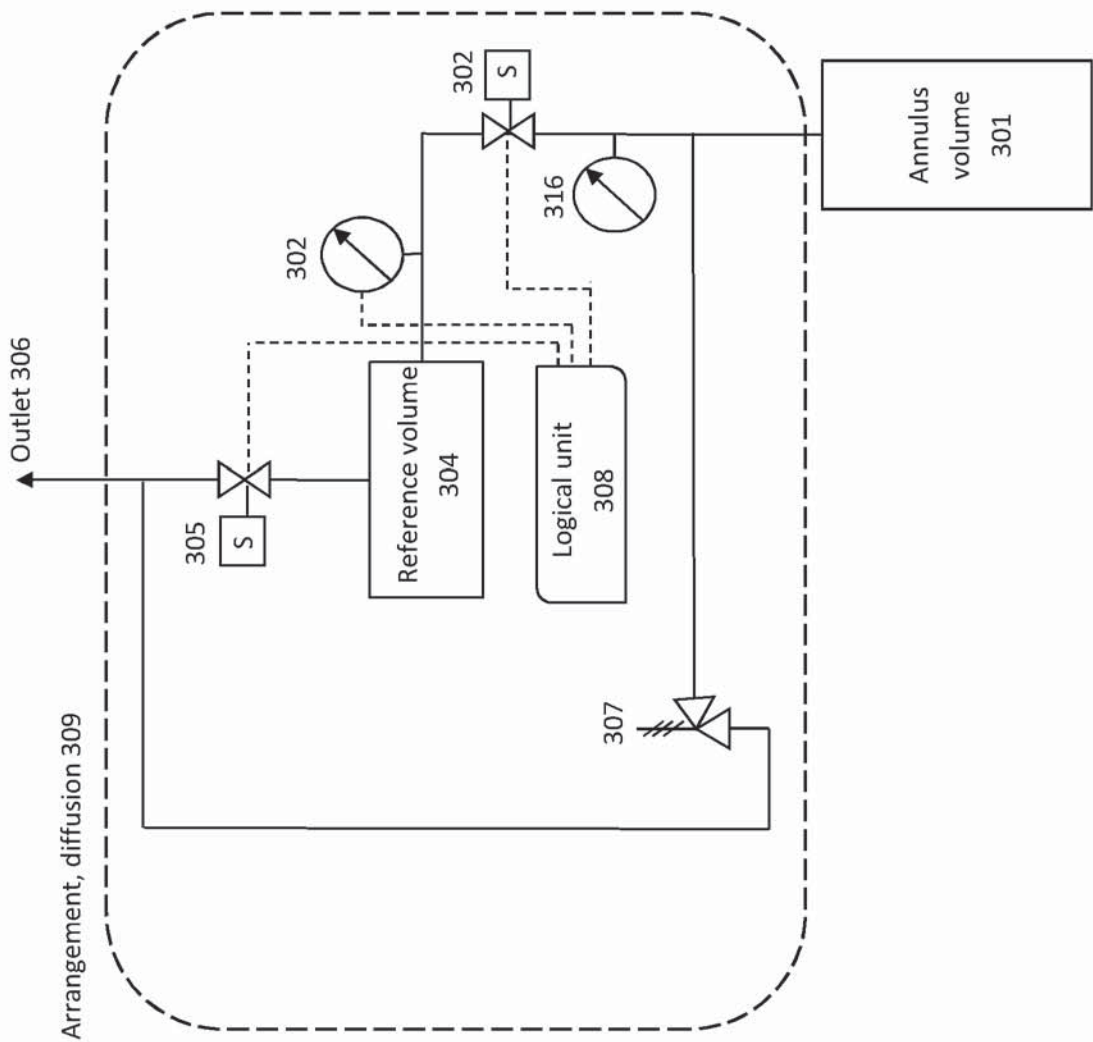 Arrangement, diffusion 309
Outlet 306
305
S
Reference volume
304
302
302
S
Logical unit
308
316
307
Annulus
volume
301